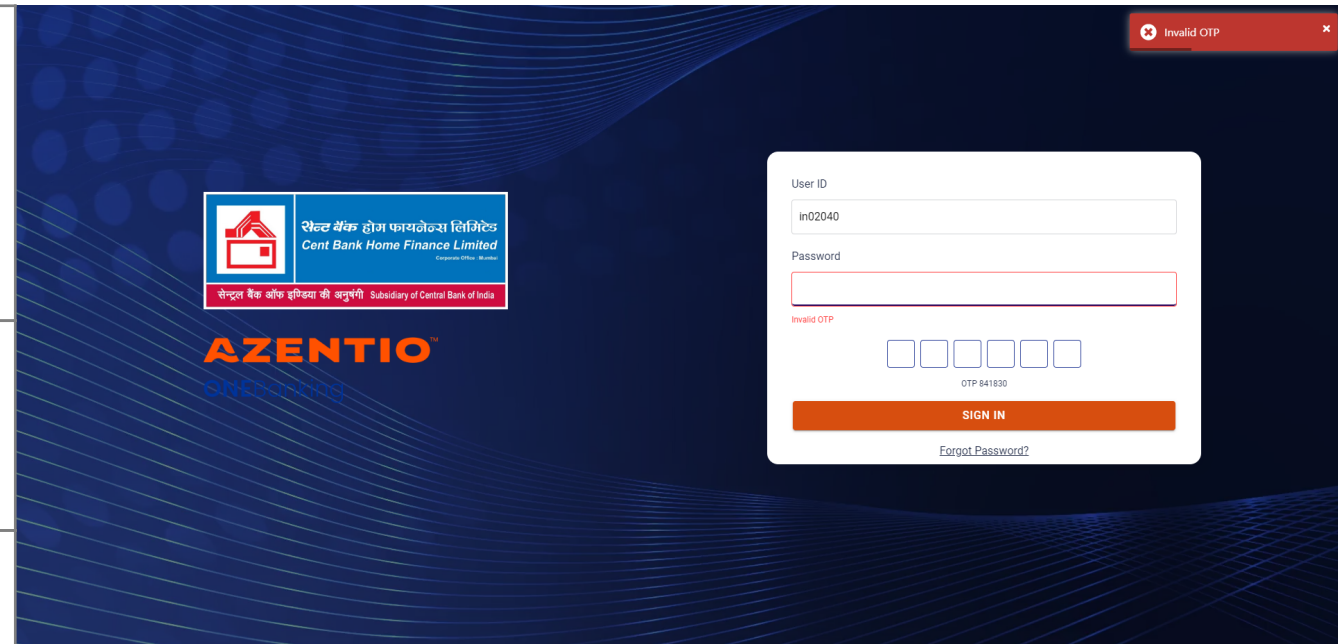 Invalid OTP
सेन्ट बैंक होम फायनेन्स लिमिटेड
Cent Bank Home Finance Limited
Corporate Office : Mumbai
सेन्ट्रल बैंक ऑफ इण्डिया की अनुषंगी Subsidiary of Central Bank of India
AZENTIO™
ONEBanking
User ID
in02040
Password
Invalid OTP
OTP 841830
SIGN IN
Forgot Password?